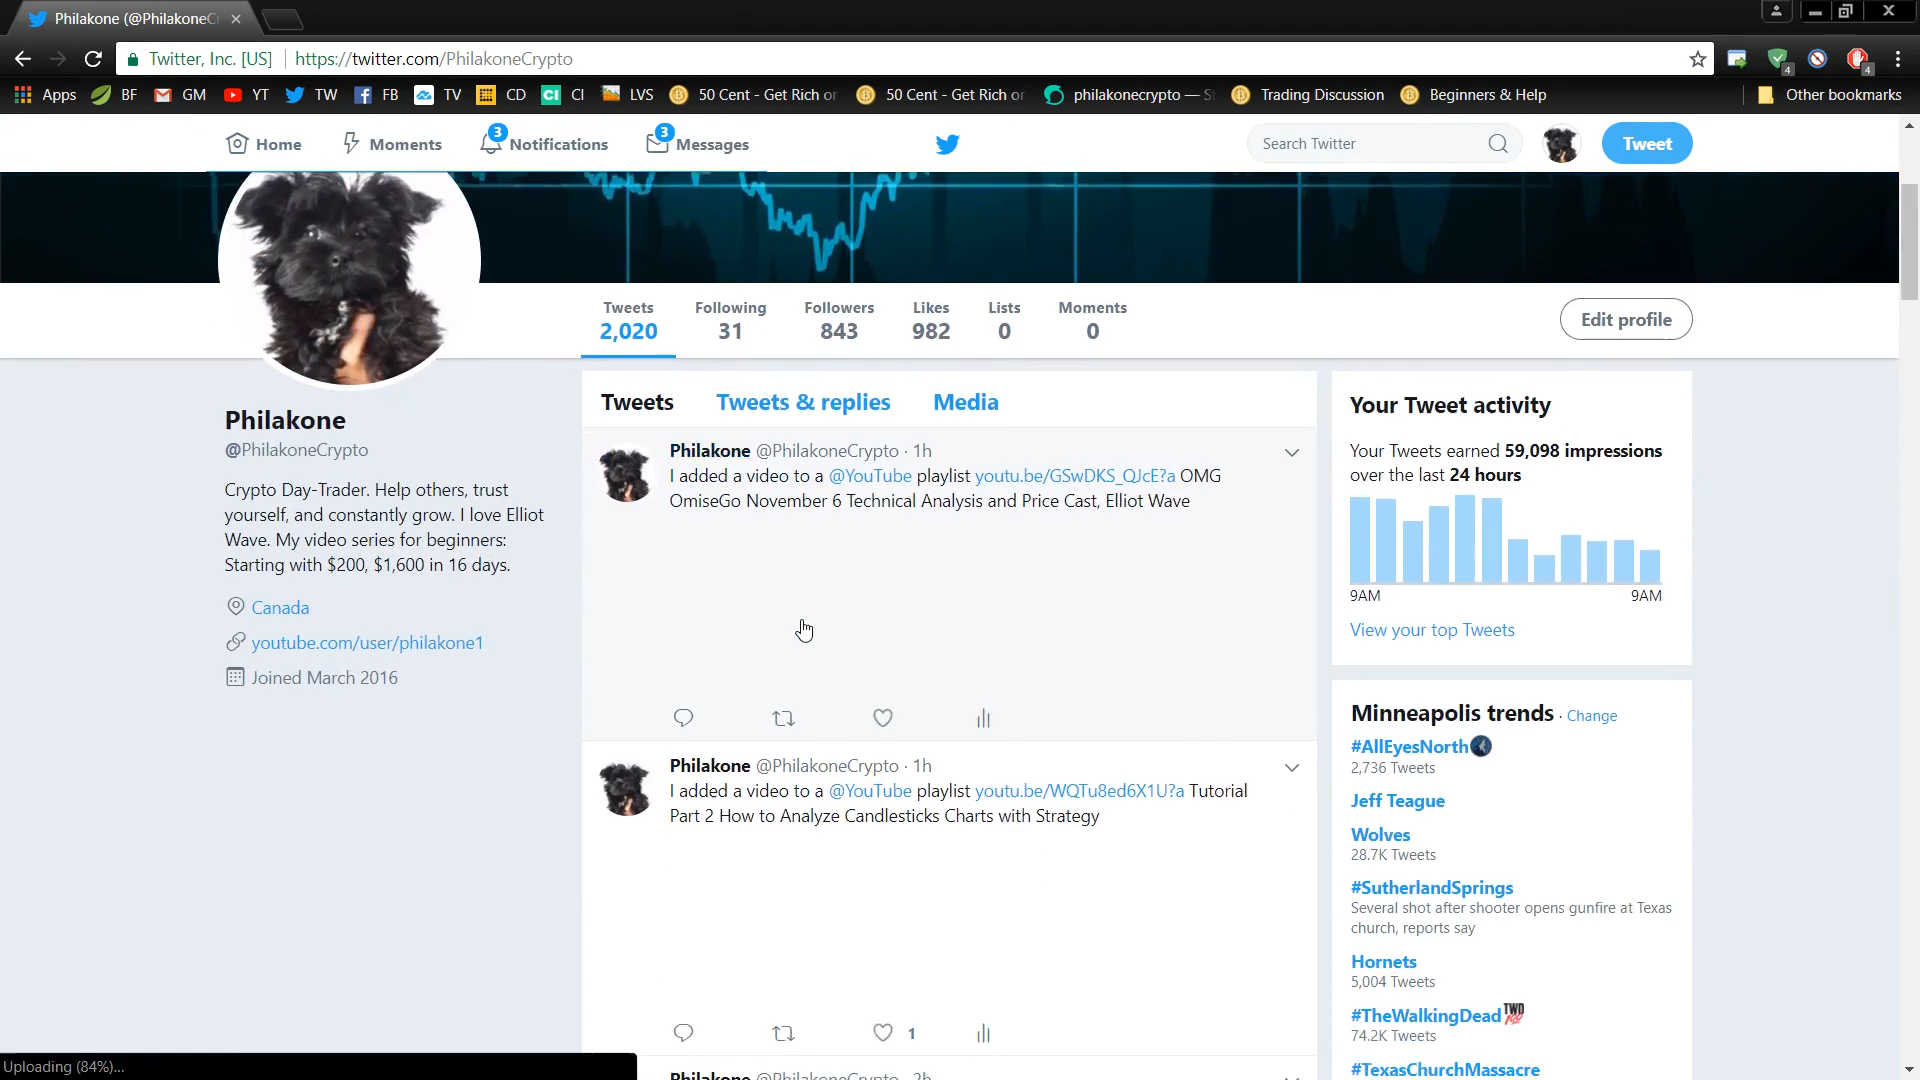 Philakone (@PhilakoneC
Twitter, Inc. [US] https://twitter.com/PhilakoneCrypto
4 4
Apps BF GM YT TW FB TV CD CI LVS 50 Cent - Get Rich or 50 Cent - Get Rich or philakonecrypto — S Trading Discussion Beginners & Help Other bookmarks
Home Moments 3 Notifications 3 Messages Search Twitter Tweet
Tweets Following Followers Likes Lists Moments
2,020 31 843 982 0 0
Edit profile
Philakone
@PhilakoneCrypto
Crypto Day-Trader. Help others, trust
yourself, and constantly grow. I love Elliot
Wave. My video series for beginners:
Starting with $200, $1,600 in 16 days.
Canada
youtube.com/user/philakone1
Joined March 2016
Tweets Tweets & replies Media
Philakone @PhilakoneCrypto · 1h
I added a video to a @YouTube playlist youtu.be/GSwDKS_QJcE?a OMG
OmiseGo November 6 Technical Analysis and Price Cast, Elliot Wave
Philakone @PhilakoneCrypto · 1h
I added a video to a @YouTube playlist youtu.be/WQTu8ed6X1U?a Tutorial
Part 2 How to Analyze Candlesticks Charts with Strategy
1
Philakone @PhilakoneCrypto · 2h
Your Tweet activity
Your Tweets earned 59,098 impressions
over the last 24 hours
9AM 9AM
View your top Tweets
Minneapolis trends · Change
#AllEyesNorth
2,736 Tweets
Jeff Teague
Wolves
28.7K Tweets
#SutherlandSprings
Several shot after shooter opens gunfire at Texas
church, reports say
Hornets
5,004 Tweets
#TheWalkingDead TWD
74.2K Tweets
#TexasChurchMassacre
Uploading (84%)...